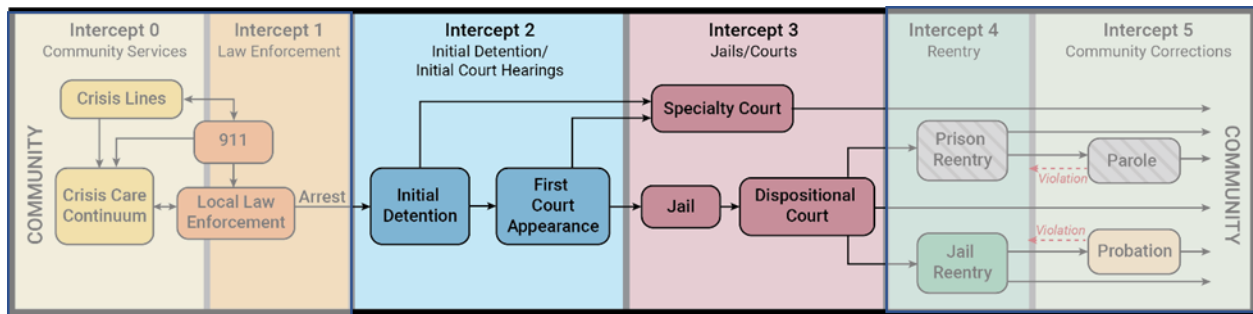 Intercept 0
Community Services
Intercept 1
Law Enforcement
Intercept 2
Initial Detention/
Initial Court Hearings
Intercept 3
Jails/Courts
Intercept 4
Reentry
Intercept 5
Community Corrections
COMMUNITY
Crisis Lines
911
Crisis Care
Continuum
Local Law
Enforcement
Arrest
Initial
Detention
First
Court
Appearance
Specialty Court
Jail
Dispositional
Court
Prison
Reentry
Violation
Parole
Jail
Reentry
Violation
Probation
COMMUNITY